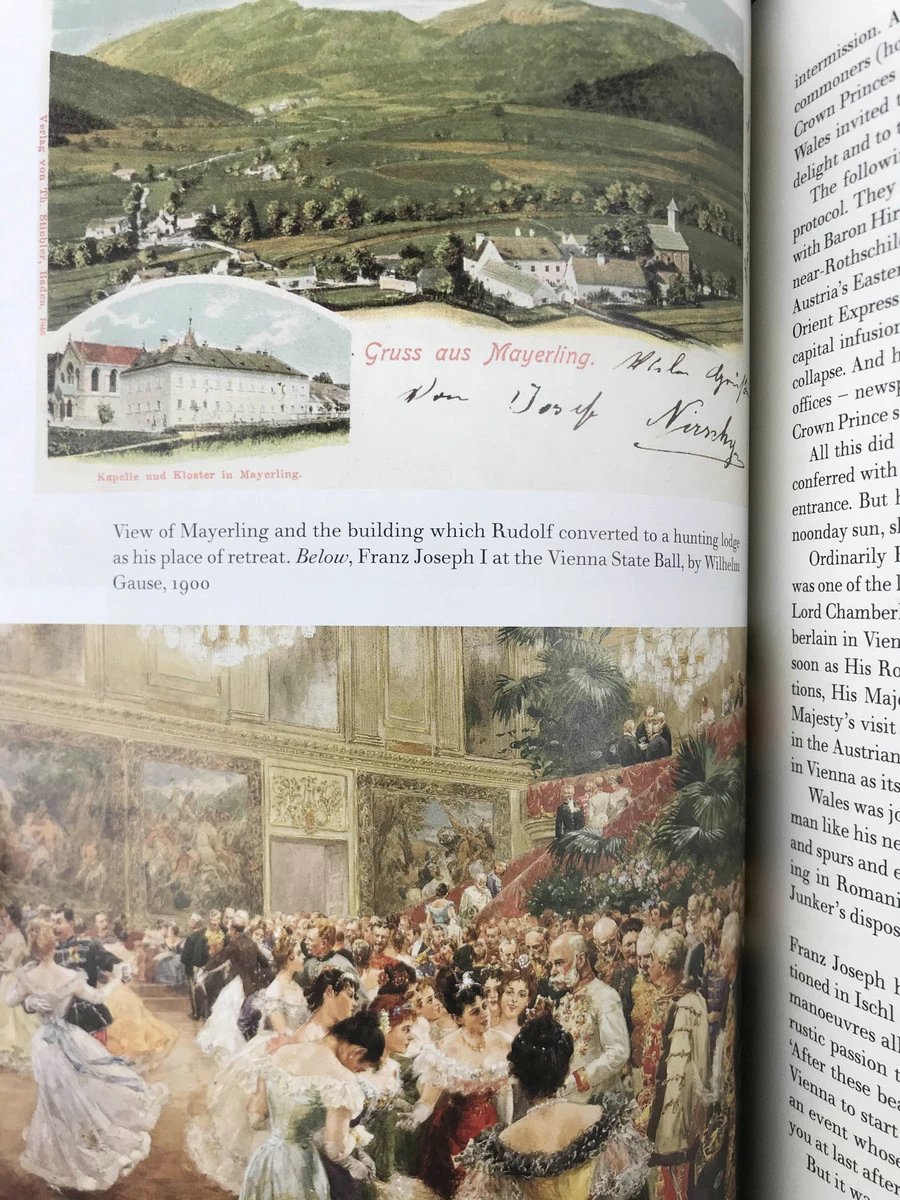 Verlag von Th. Stiebler, Baden,
Gruss aus Mayerling.
Von Josef
Kapelle und Kloster in Mayerling.
View of Mayerling and the building which Rudolf converted to a hunting lodge
as his place of retreat. Below, Franz Joseph I at the Vienna State Ball, by Wilhelm
Gause, 1900
intermission. A
commoners (ho
Crown Princes
Wales invited t
delight and to t
The followi
protocol. They
with Baron Hir
near-Rothschild
Austria's Easter
Orient Express
capital infusion
collapse. And h
offices – newsp
Crown Prince s
All this did
conferred with
entrance. But h
noonday sun, sl
Ordinarily
was one of the
Lord Chamberl
berlain in Vien
soon as His Ro
tions, His Maje
Majesty's visit
in the Austrian
in Vienna as its
Wales was jo
man like his ne
and spurs and e
ing in Romani
Junker's dispos
Franz Joseph h
tioned in Ischl
manoeuvres all
rustic passion t
'After these bea
Vienna to start
an event whose
you at last after
But it wa